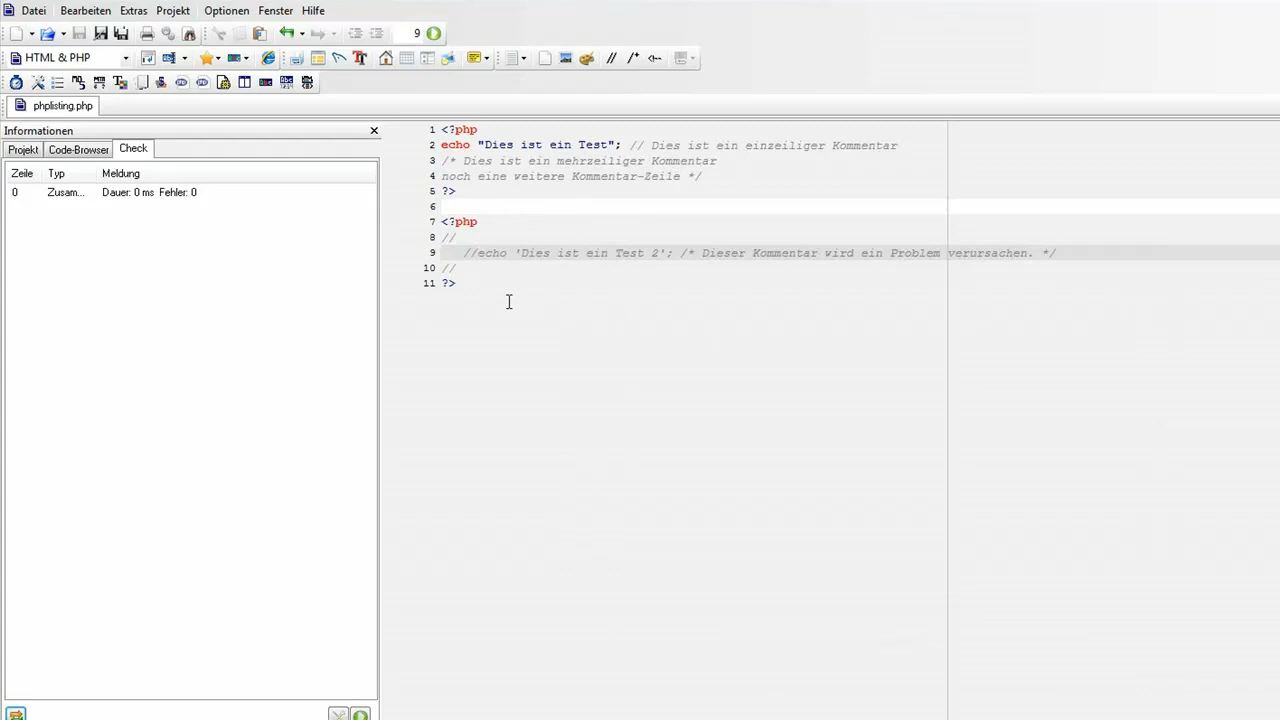 Datei Bearbeiten Extras Projekt Optionen Fenster Hilfe
9
HTML & PHP
phplisting.php
Informationen
Projekt Code-Browser Check
Zeile Typ Meldung
0 Zusam... Dauer: 0 ms Fehler: 0
1 <?php
2 echo "Dies ist ein Test"; // Dies ist ein einzeiliger Kommentar
3 /* Dies ist ein mehrzeiliger Kommentar
4 noch eine weitere Kommentar-Zeile */
5 ?>
6
7 <?php
8 //
9 //echo 'Dies ist ein Test 2'; /* Dieser Kommentar wird ein Problem verursachen. */
10 //
11 ?>